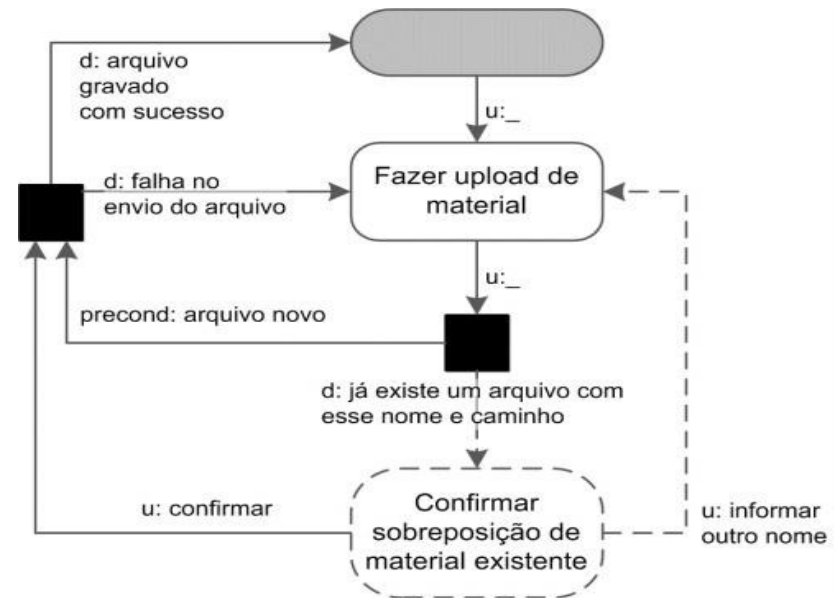 d: arquivo
gravado
com sucesso
u:_
d: falha no
envio do arquivo
Fazer upload de
material
u:_
precond: arquivo novo
d: já existe um arquivo com
esse nome e caminho
u: confirmar
Confirmar
sobreposição de
material existente
u: informar
outro nome